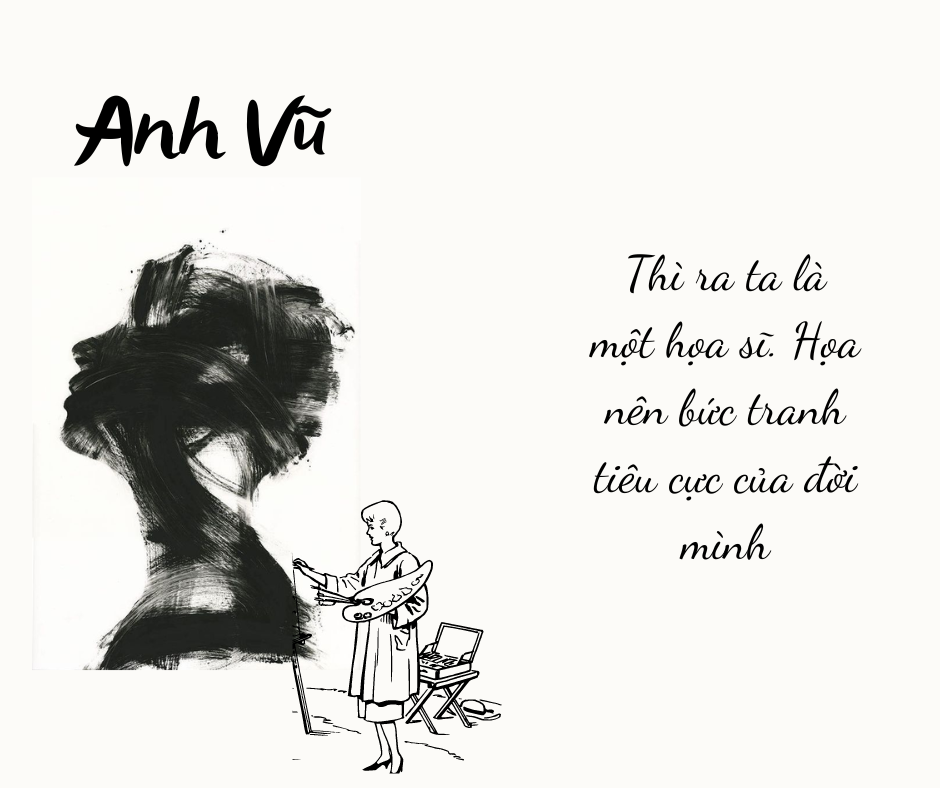 Anh Vũ
Thì ra ta là
một họa sĩ. Họa
nên bức tranh
tiêu cực của đời
mình